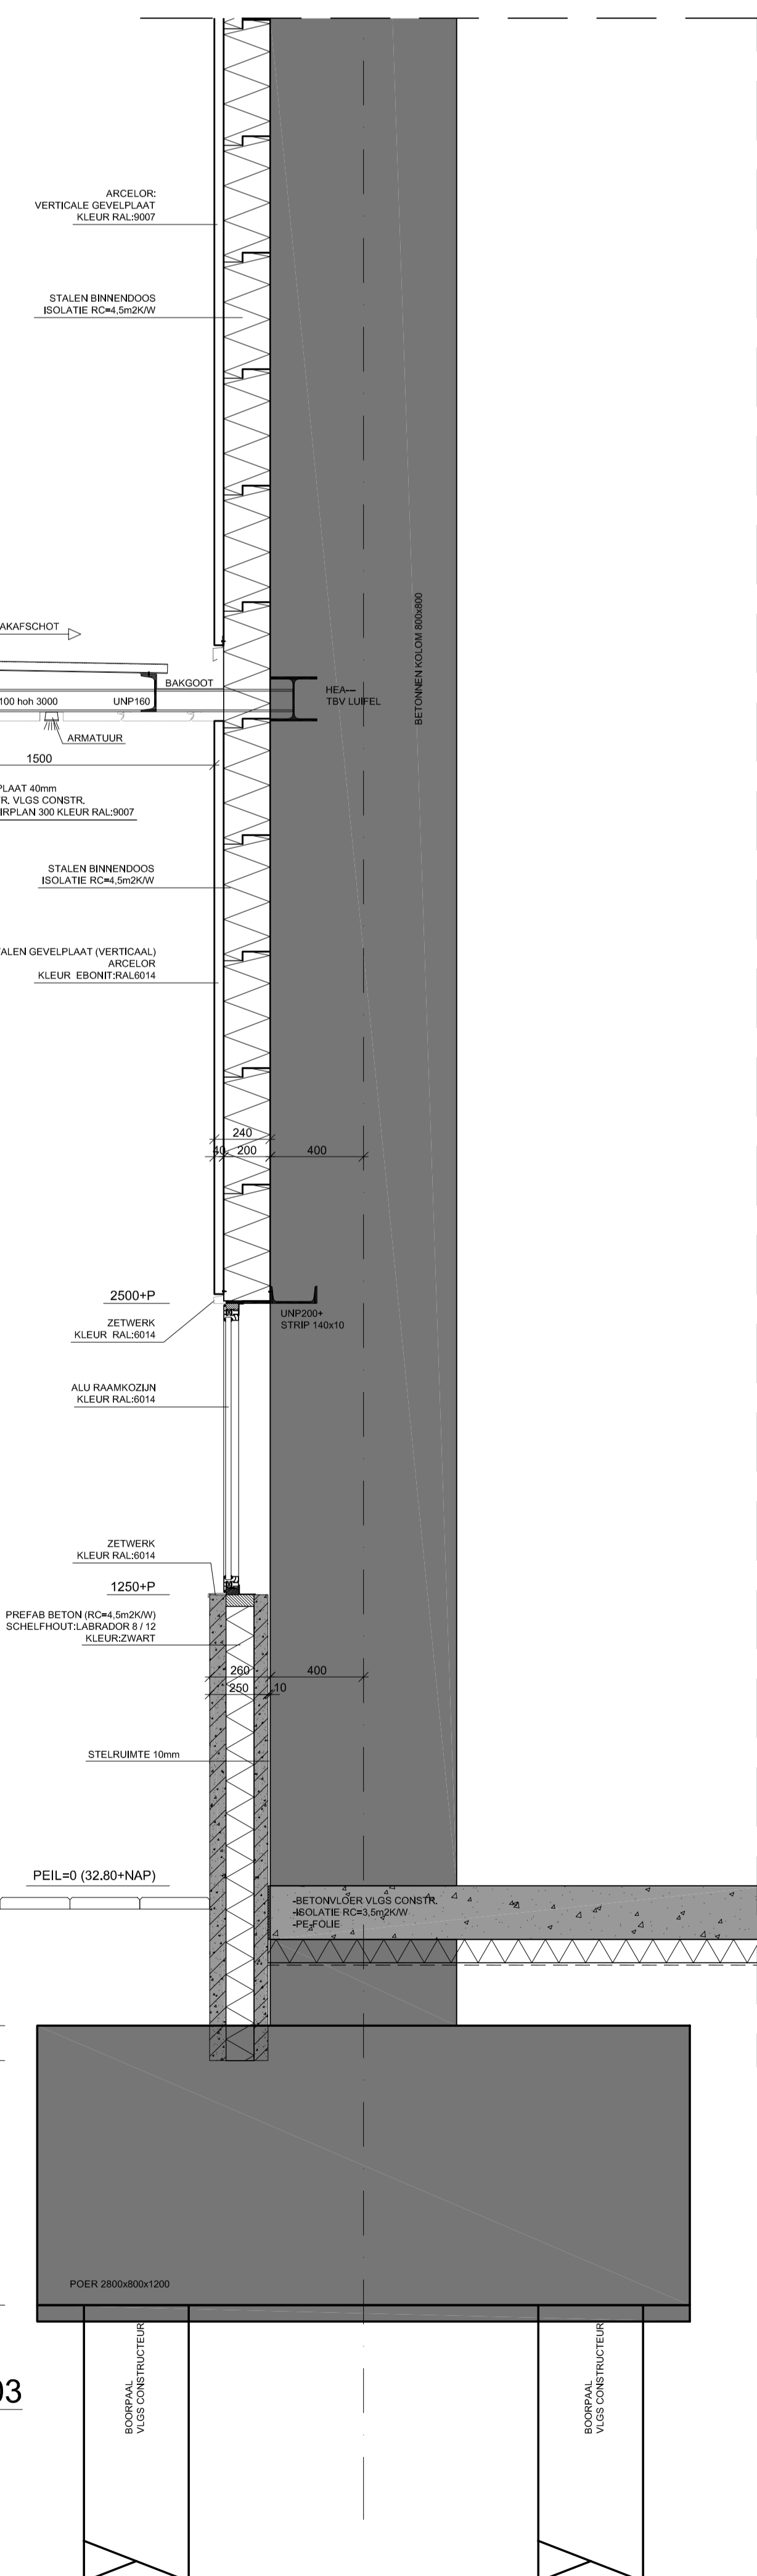 ARCELOR:
VERTICALE GEVELPLAAT
KLEUR RAL:9007
STALEN BINNENDOOS
ISOLATIE RC=4,5m2K/W
BETONNEN KOLOM 800x800
AKAFSCHOT
BAKGOOT
HEA---
TBV LUIFEL
100 hoh 3000
UNP160
ARMATUUR
1500
PLAAT 40mm
R. VLGS CONSTR.
IRPLAN 300 KLEUR RAL:9007
STALEN BINNENDOOS
ISOLATIE RC=4,5m2K/W
ALEN GEVELPLAAT (VERTICAAL)
ARCELOR
KLEUR EBONIT;RAL6014
240
40 200 400
2500+P
UNP200+
STRIP 140x10
ZETWERK
KLEUR RAL:6014
ALU RAAMKOZIJN
KLEUR RAL:6014
ZETWERK
KLEUR RAL:6014
1250+P
PREFAB BETON (RC=4,5m2K/W)
SCHELFHOUT:LABRADOR 8 / 12
KLEUR:ZWART
260 400
250 10
STELRUIMTE 10mm
PEIL=0 (32.80+NAP)
-BETONVLOER VLGS CONSTR.
-ISOLATIE RC=3,5m2K/W
-PE-FOLIE
POER 2800x800x1200
03
BOORPAAL
VLGS CONSTRUCTEUR
BOORPAAL
VLGS CONSTRUCTEUR